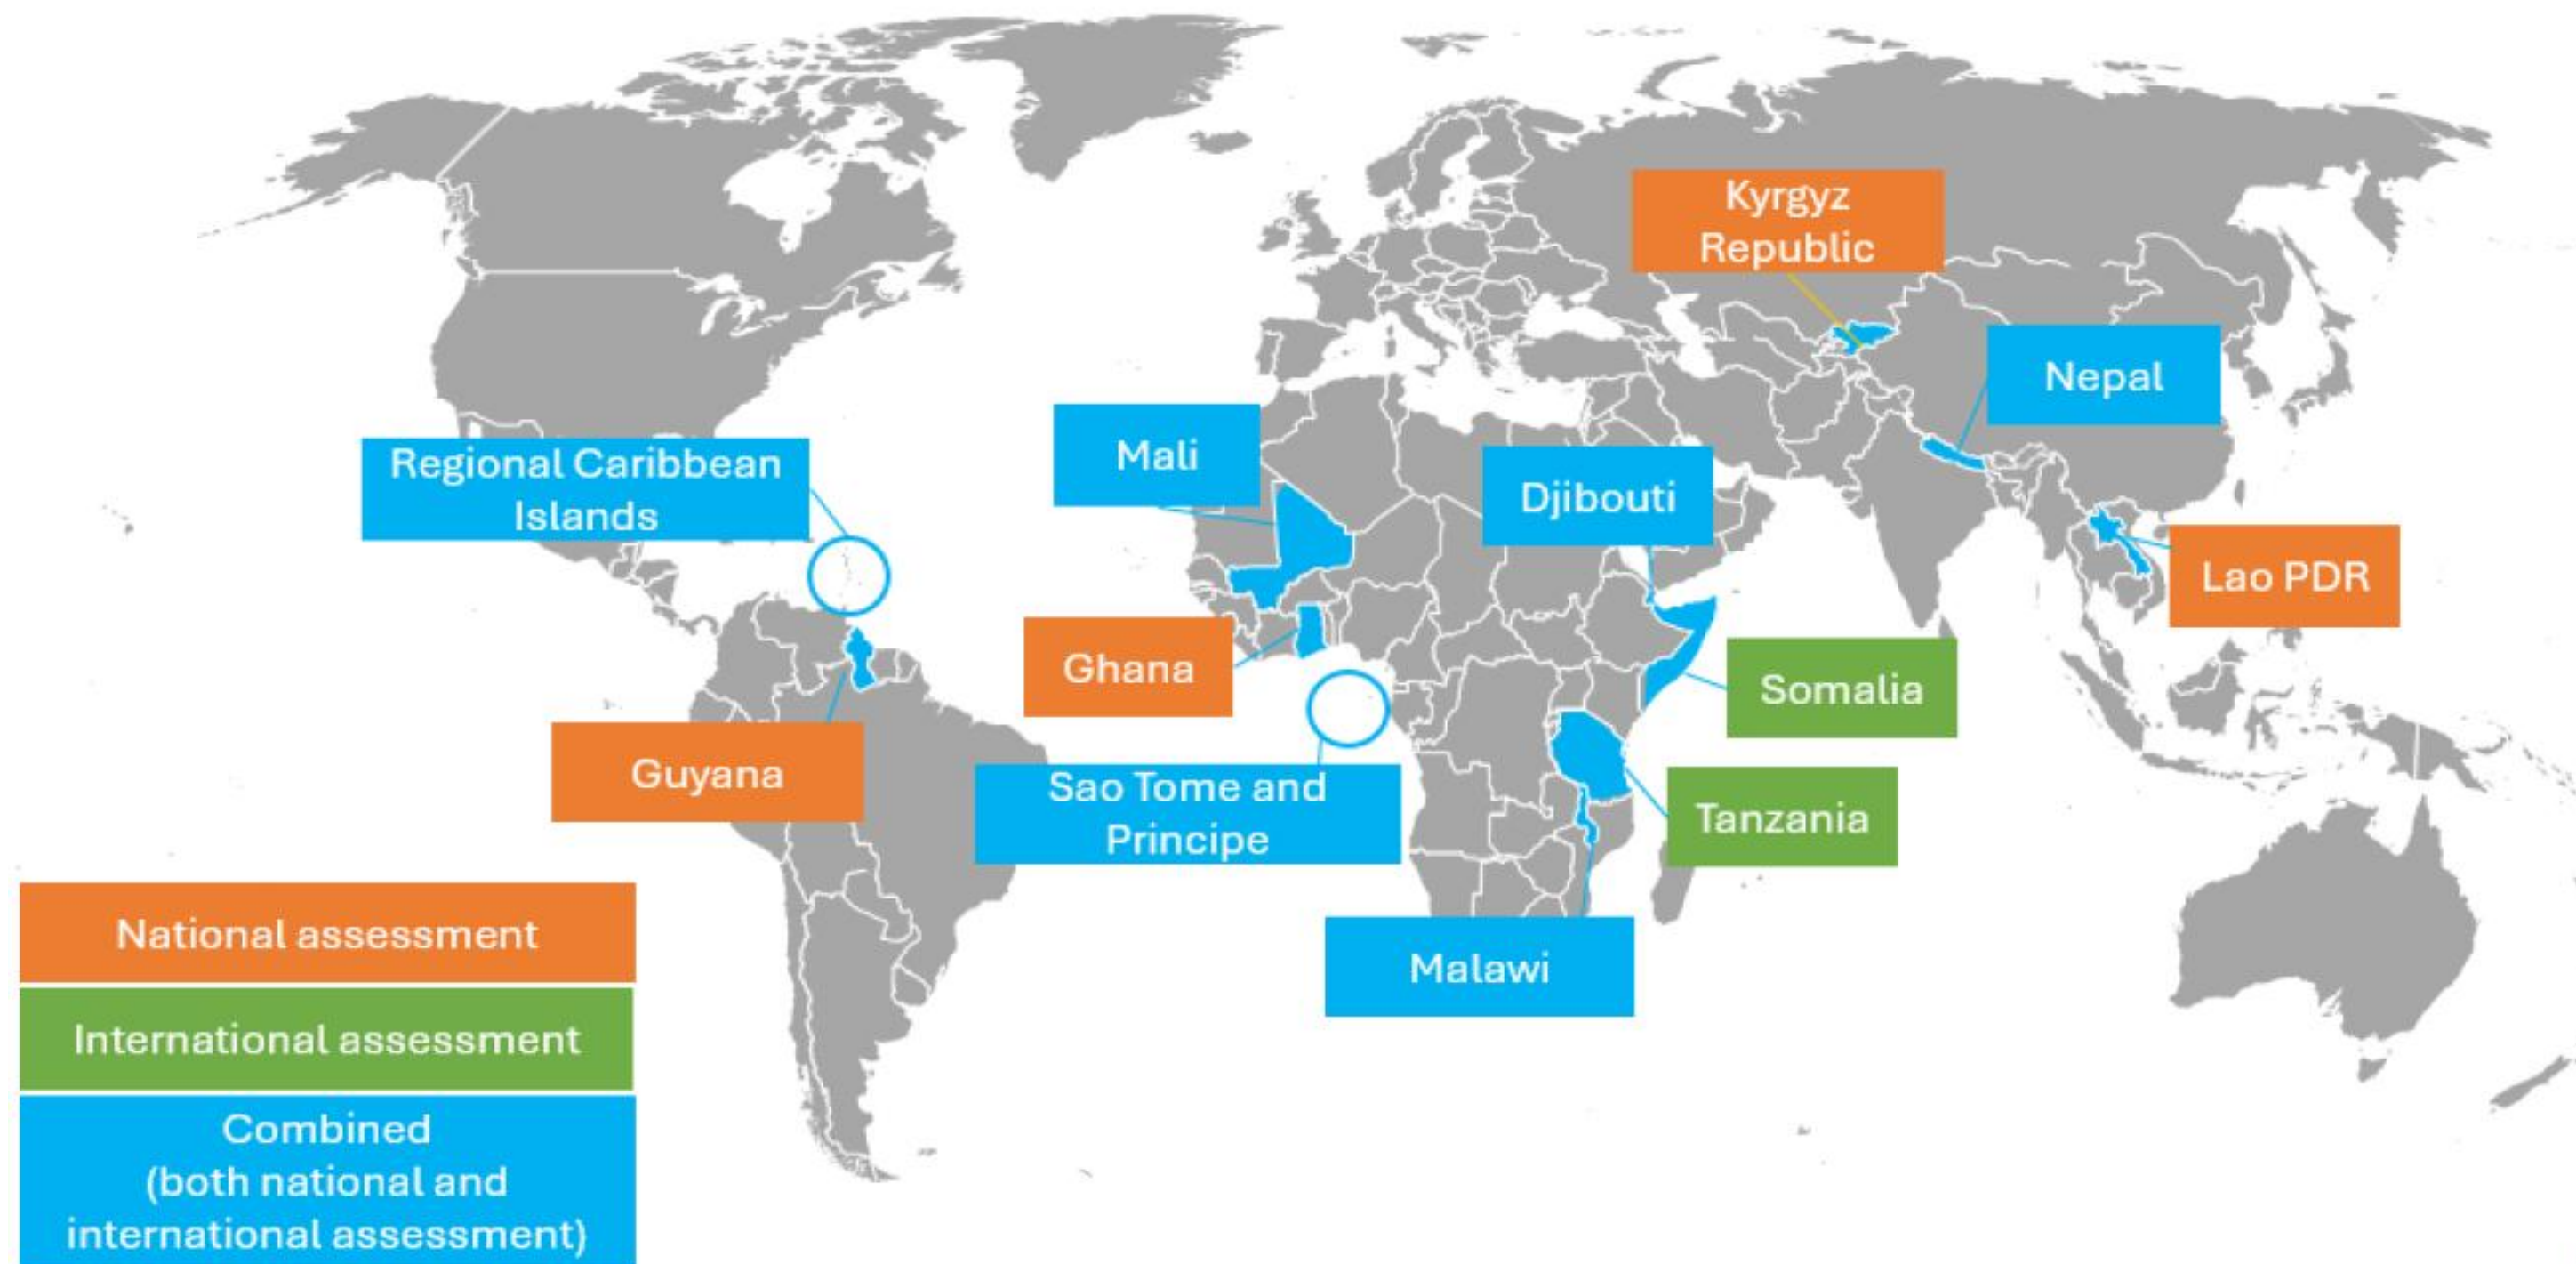 Kyrgyz
Republic
Nepal
Mali
Regional Caribbean
Islands
Djibouti
Lao PDR
Ghana
Somalia
Guyana
Sao Tome and
Principe
Tanzania
Malawi
National assessment
International assessment
Combined
(both national and
international assessment)